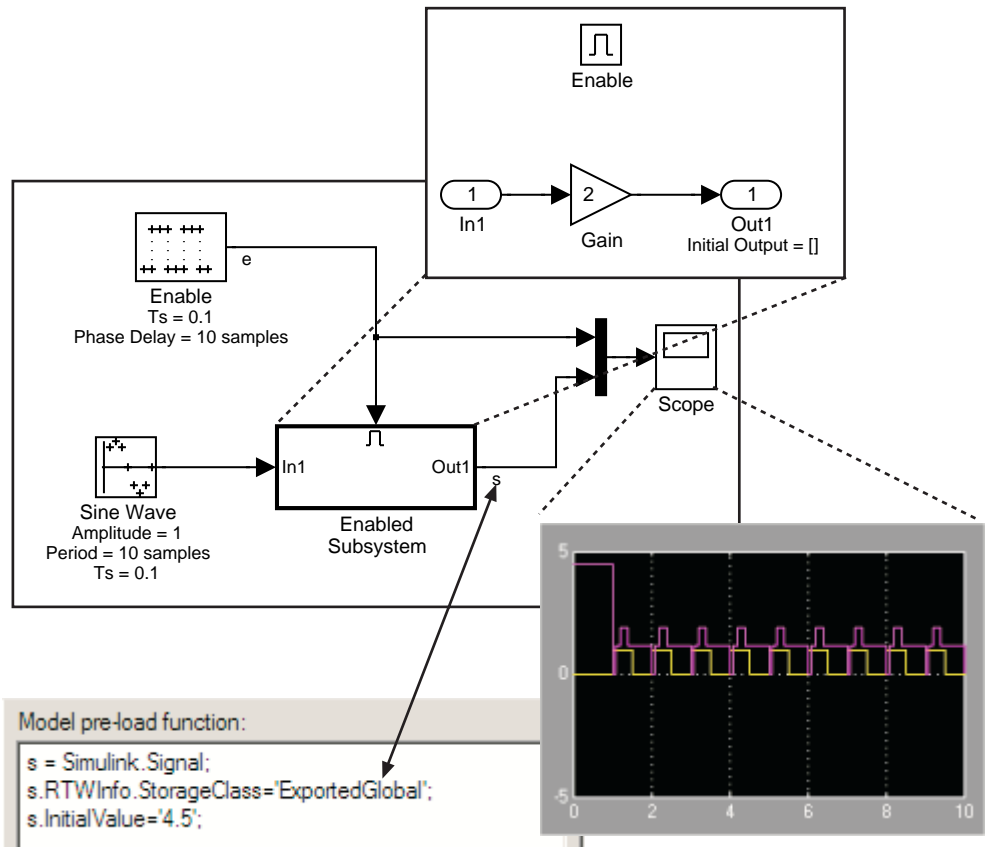 Enable
1
In1
2
Gain
1
Out1
Initial Output = []
e
Enable
Ts = 0.1
Phase Delay = 10 samples
Scope
In1
Out1
s
Enabled
Subsystem
Sine Wave
Amplitude = 1
Period = 10 samples
Ts = 0.1
5
0
-5
0 2 4 6 8 10
Model pre-load function:
s = Simulink.Signal;
s.RTWInfo.StorageClass='ExportedGlobal';
s.InitialValue='4.5';